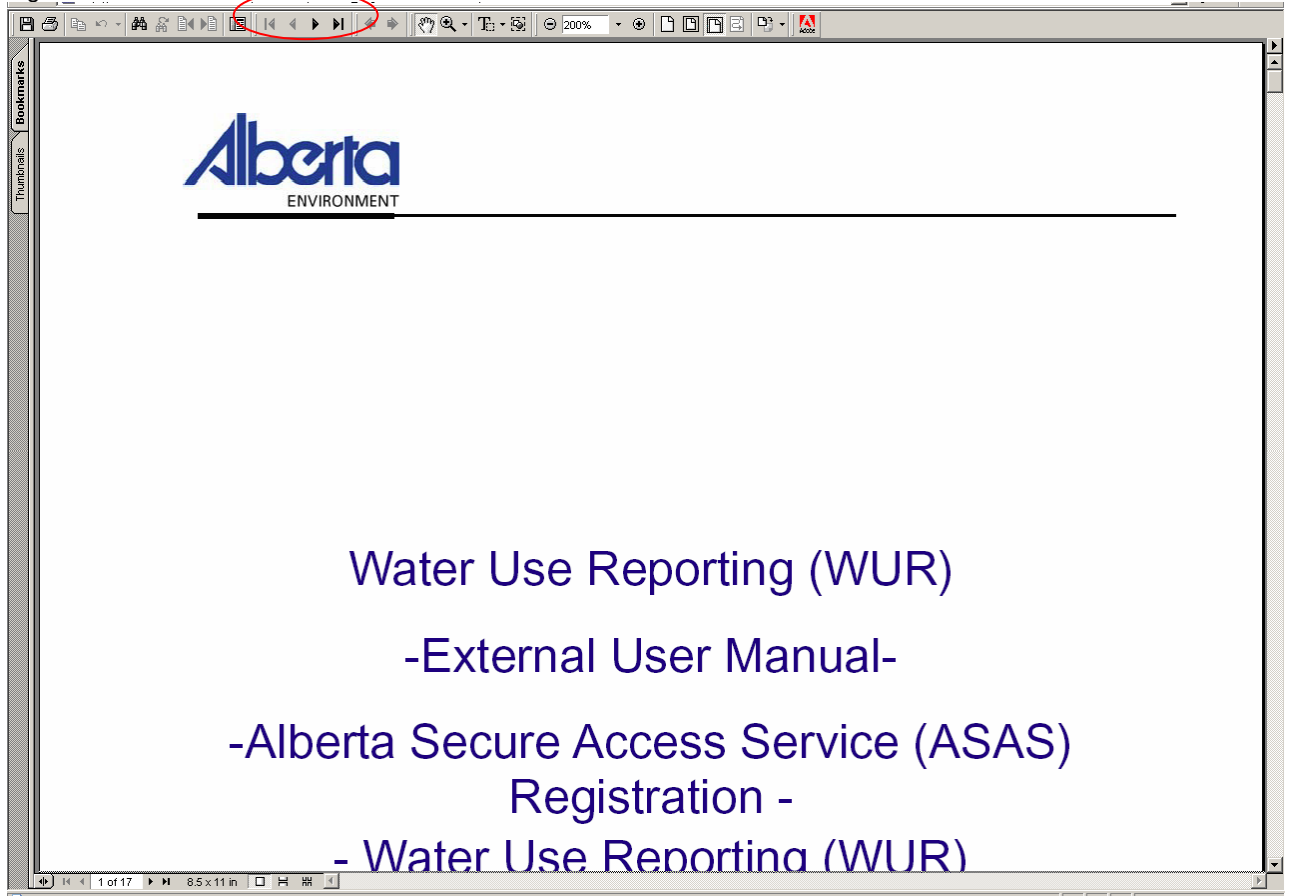 200%
Adobe
Bookmarks
Thumbnails
Alberta
ENVIRONMENT
Water Use Reporting (WUR)
-External User Manual-
-Alberta Secure Access Service (ASAS)
Registration -
- Water Use Reporting (WUR)
1 of 17
8.5 x 11 in